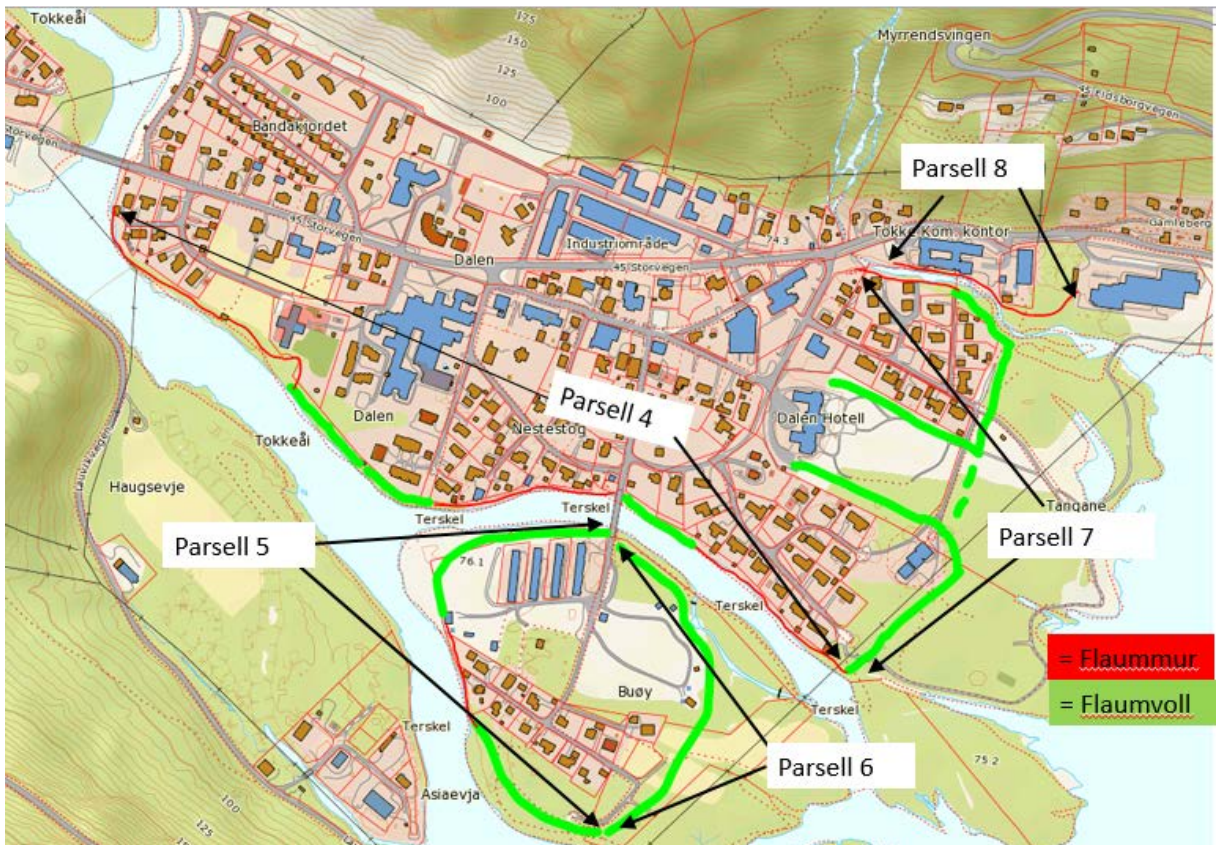 Tokkeåi
175
150
125
100
Myrrendsvingen
45 Eidsborgvegen
Storvegen
Bandakjordet
Parsell 8
Gamleberg
Tokke Kom. kontor
Industriområde
74.3
45 Storvegen
Dalen
45 Storvegen
Parsell 4
Dalen Hotell
Dalen
Nestestog
Tokkeåi
Lauvikvegen
Haugsevje
Terskel
Terskel
Tangane
Parsell 5
Parsell 7
76.1
Terskel
= Flaummur
= Flaumvoll
Buøy
Terskel
Terskel
Parsell 6
75.2
Asiaevja
100
125